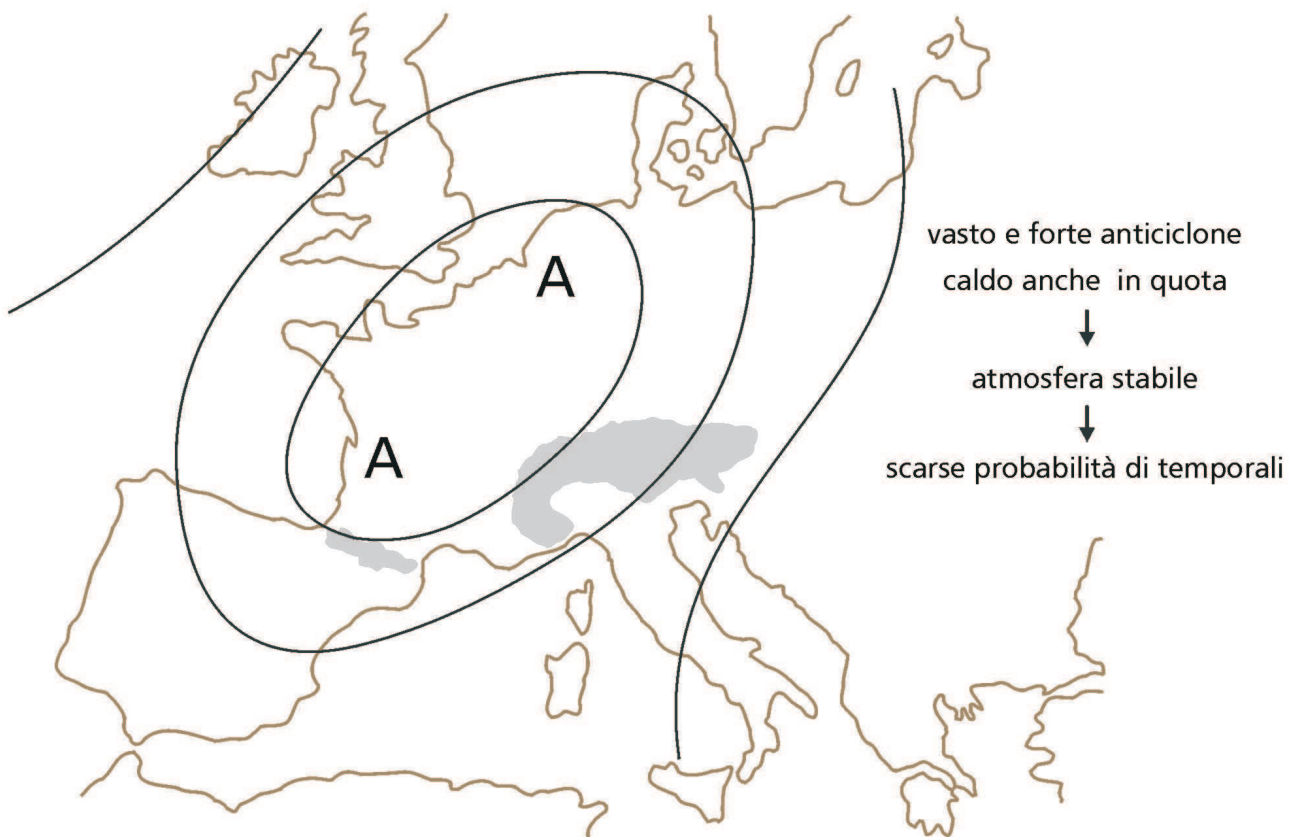 A
A
vasto e forte anticiclone
caldo anche in quota
atmosfera stabile
scarse probabilità di temporali